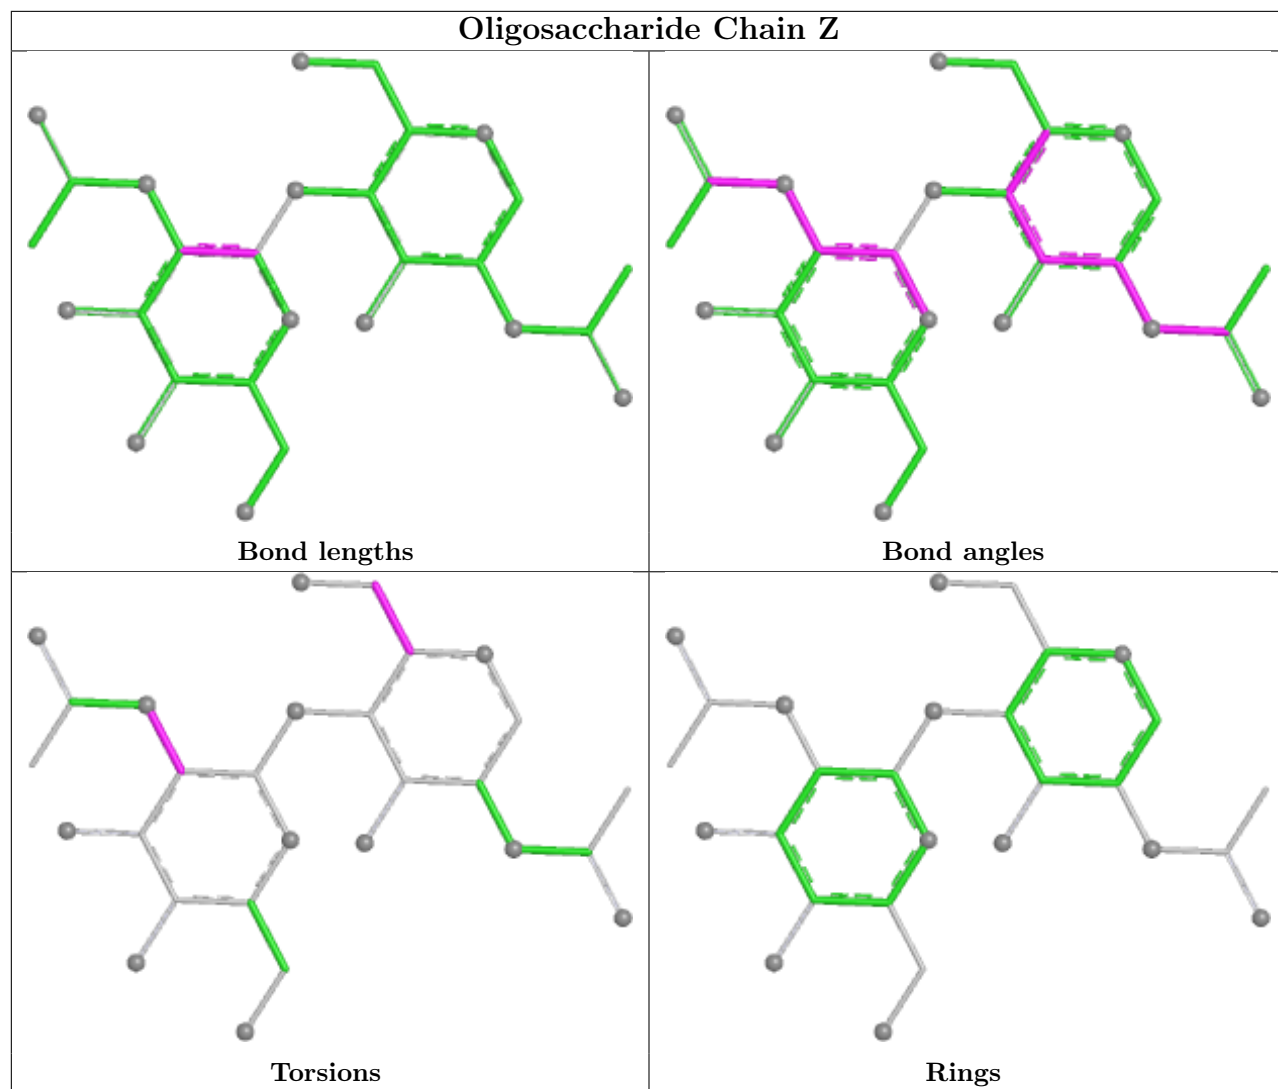 Oligosaccharide Chain Z
Bond lengths
Bond angles
Torsions
Rings